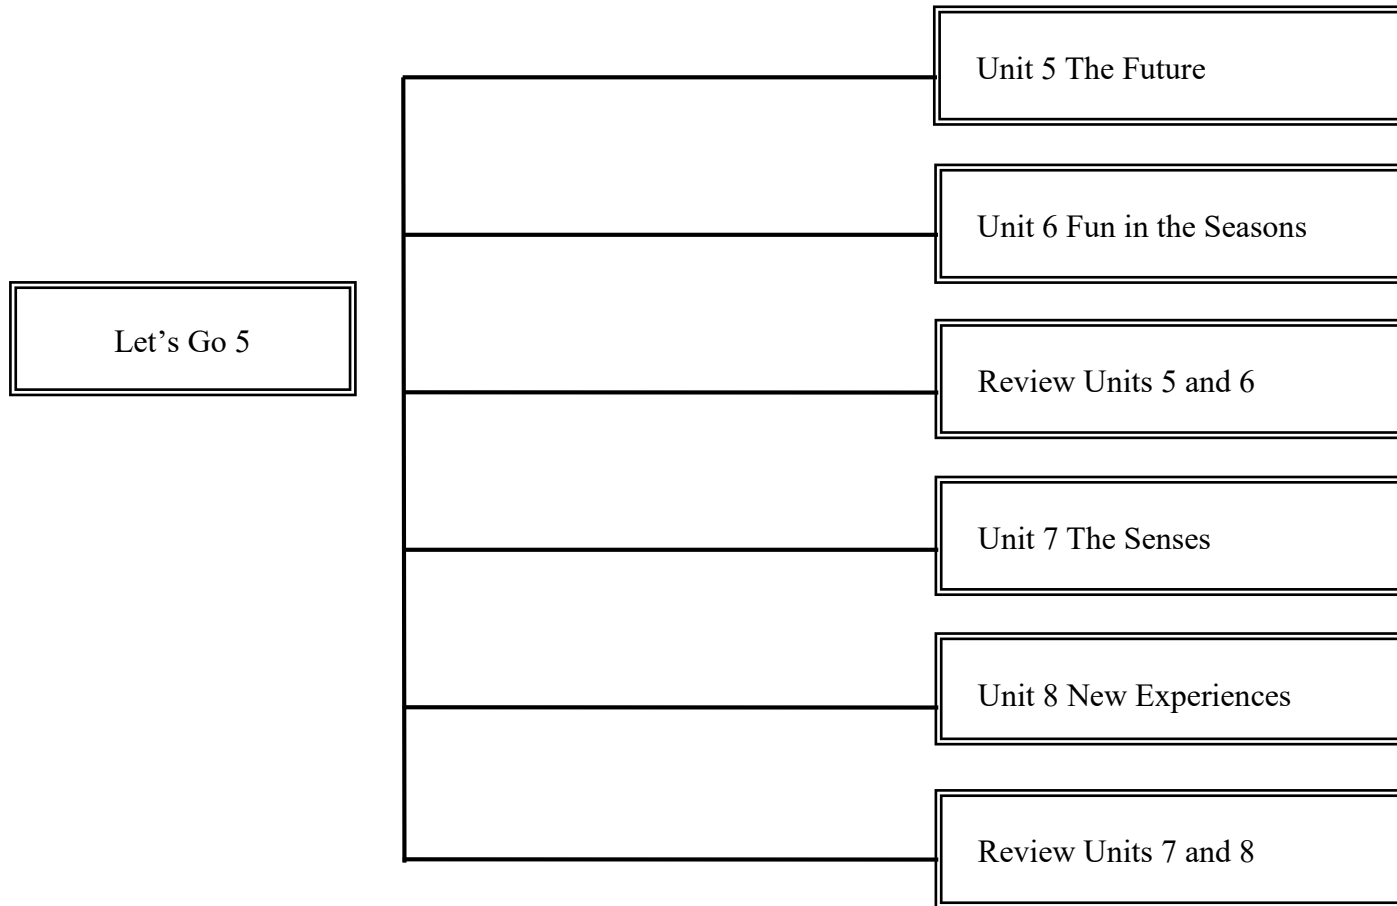 Let’s Go 5
Unit 5 The Future
Unit 6 Fun in the Seasons
Review Units 5 and 6
Unit 7 The Senses
Unit 8 New Experiences
Review Units 7 and 8